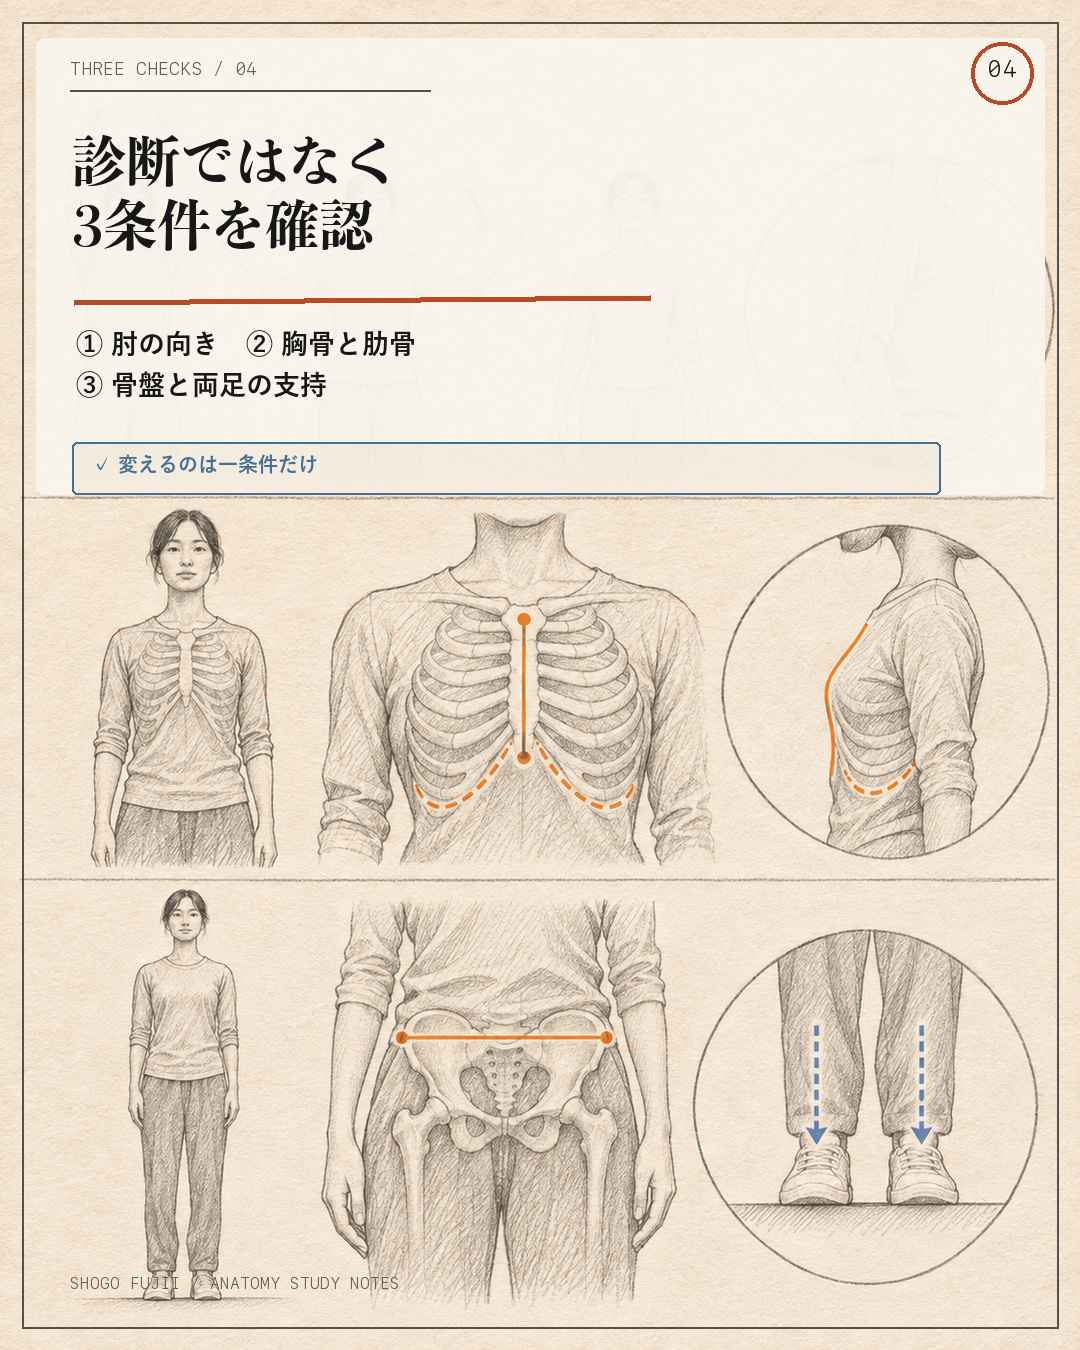 THREE CHECKS / 04
04
診断ではなく
3条件を確認
① 肘の向き ② 胸骨と肋骨
③ 骨盤と両足の支持
✓ 変えるのは一条件だけ
SHOGO FUJII / ANATOMY STUDY NOTES